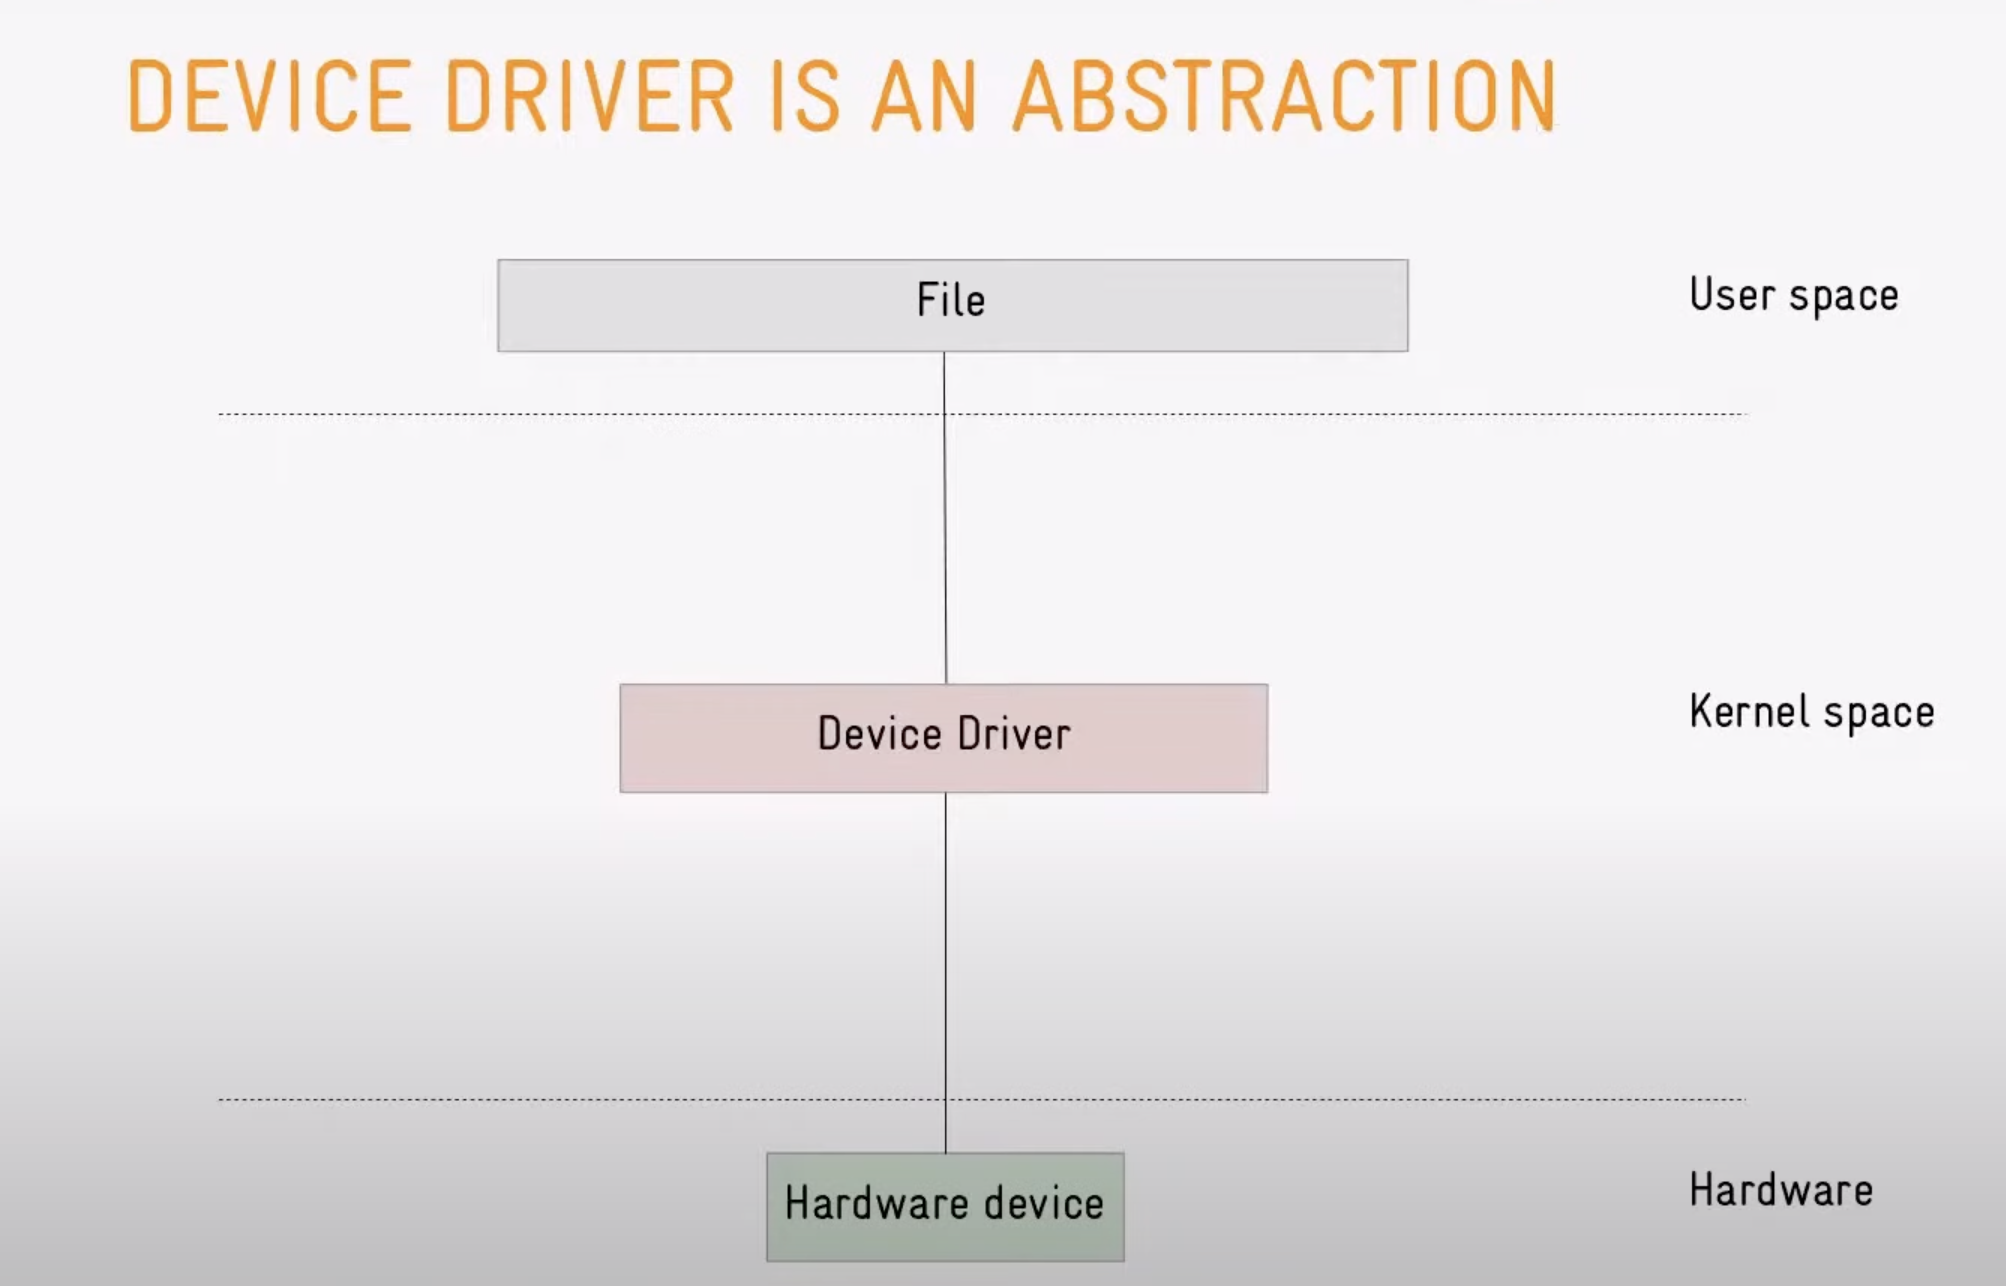 DEVICE DRIVER IS AN ABSTRACTION
File
User space
Device Driver
Kernel space
Hardware device
Hardware